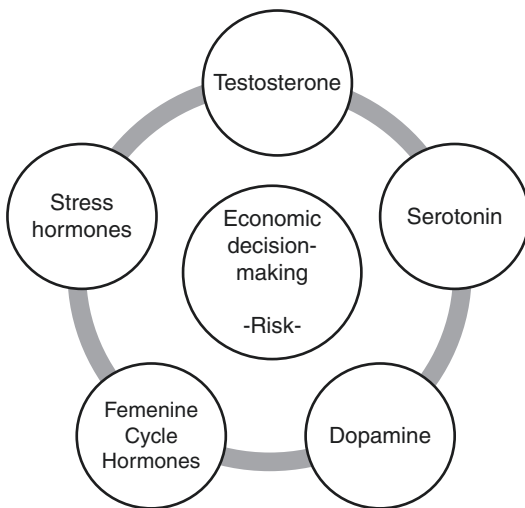 Testosterone
Stress
hormones
Economic
decision-
making
-Risk-
Serotonin
Femenine
Cycle
Hormones
Dopamine